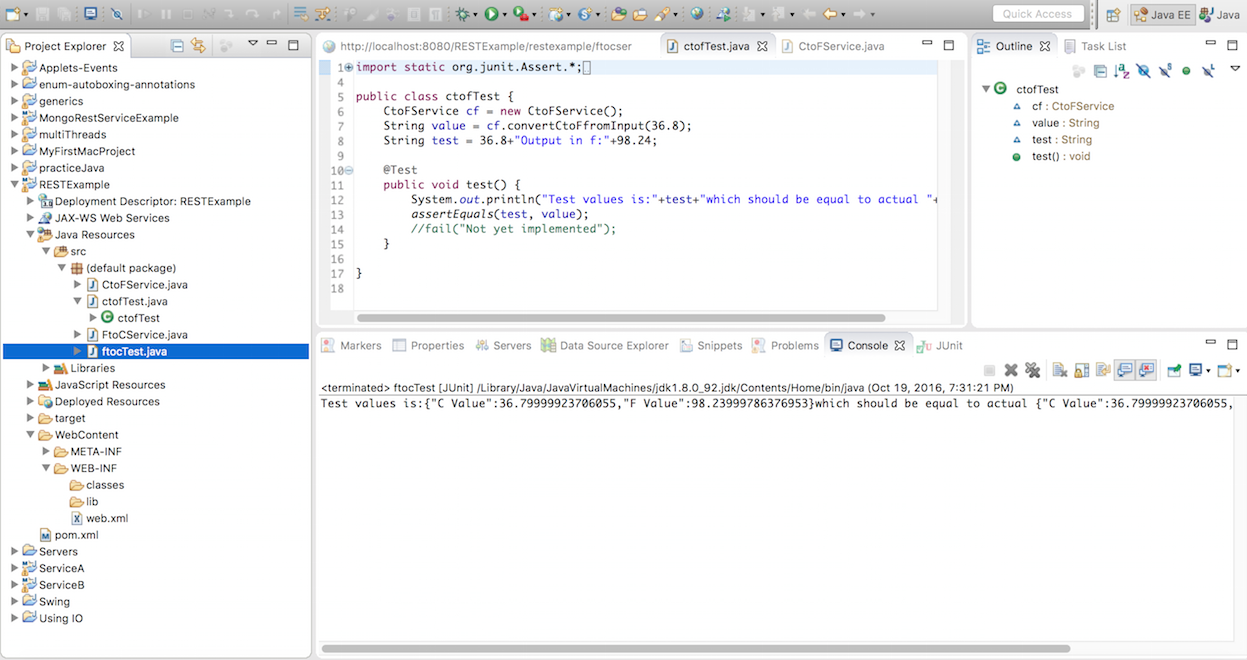 Quick Access
Java EE
Java
Project Explorer
Applets-Events
enum-autoboxing-annotations
generics
MongoRestServiceExample
multiThreads
MyFirstMacProject
practiceJava
RESTExample
Deployment Descriptor: RESTExample
JAX-WS Web Services
Java Resources
src
(default package)
CtoFService.java
ctofTest.java
ctofTest
FtoCService.java
ftocTest.java
Libraries
JavaScript Resources
Deployed Resources
target
WebContent
META-INF
WEB-INF
classes
lib
web.xml
pom.xml
Servers
ServiceA
ServiceB
Swing
Using IO
http://localhost:8080/RESTExample/restexample/ftocser
ctofTest.java
CtoFService.java
1 import static org.junit.Assert.*;
4
5 public class ctofTest {
6 CtoFService cf = new CtoFService();
7 String value = cf.convertCtoFfromInput(36.8);
8 String test = 36.8+"Output in f:"+98.24;
9
10 @Test
11 public void test() {
12 System.out.println("Test values is:"+test+"which should be equal to actual "+
13 assertEquals(test, value);
14 //fail("Not yet implemented");
15 }
16
17 }
18
Outline
Task List
ctofTest
cf : CtoFService
value : String
test : String
test() : void
Markers
Properties
Servers
Data Source Explorer
Snippets
Problems
Console
JUnit
<terminated> ftocTest [JUnit] /Library/Java/JavaVirtualMachines/jdk1.8.0_92.jdk/Contents/Home/bin/java (Oct 19, 2016, 7:31:21 PM)
Test values is:{"C Value":36.79999923706055,"F Value":98.23999786376953}which should be equal to actual {"C Value":36.79999923706055,